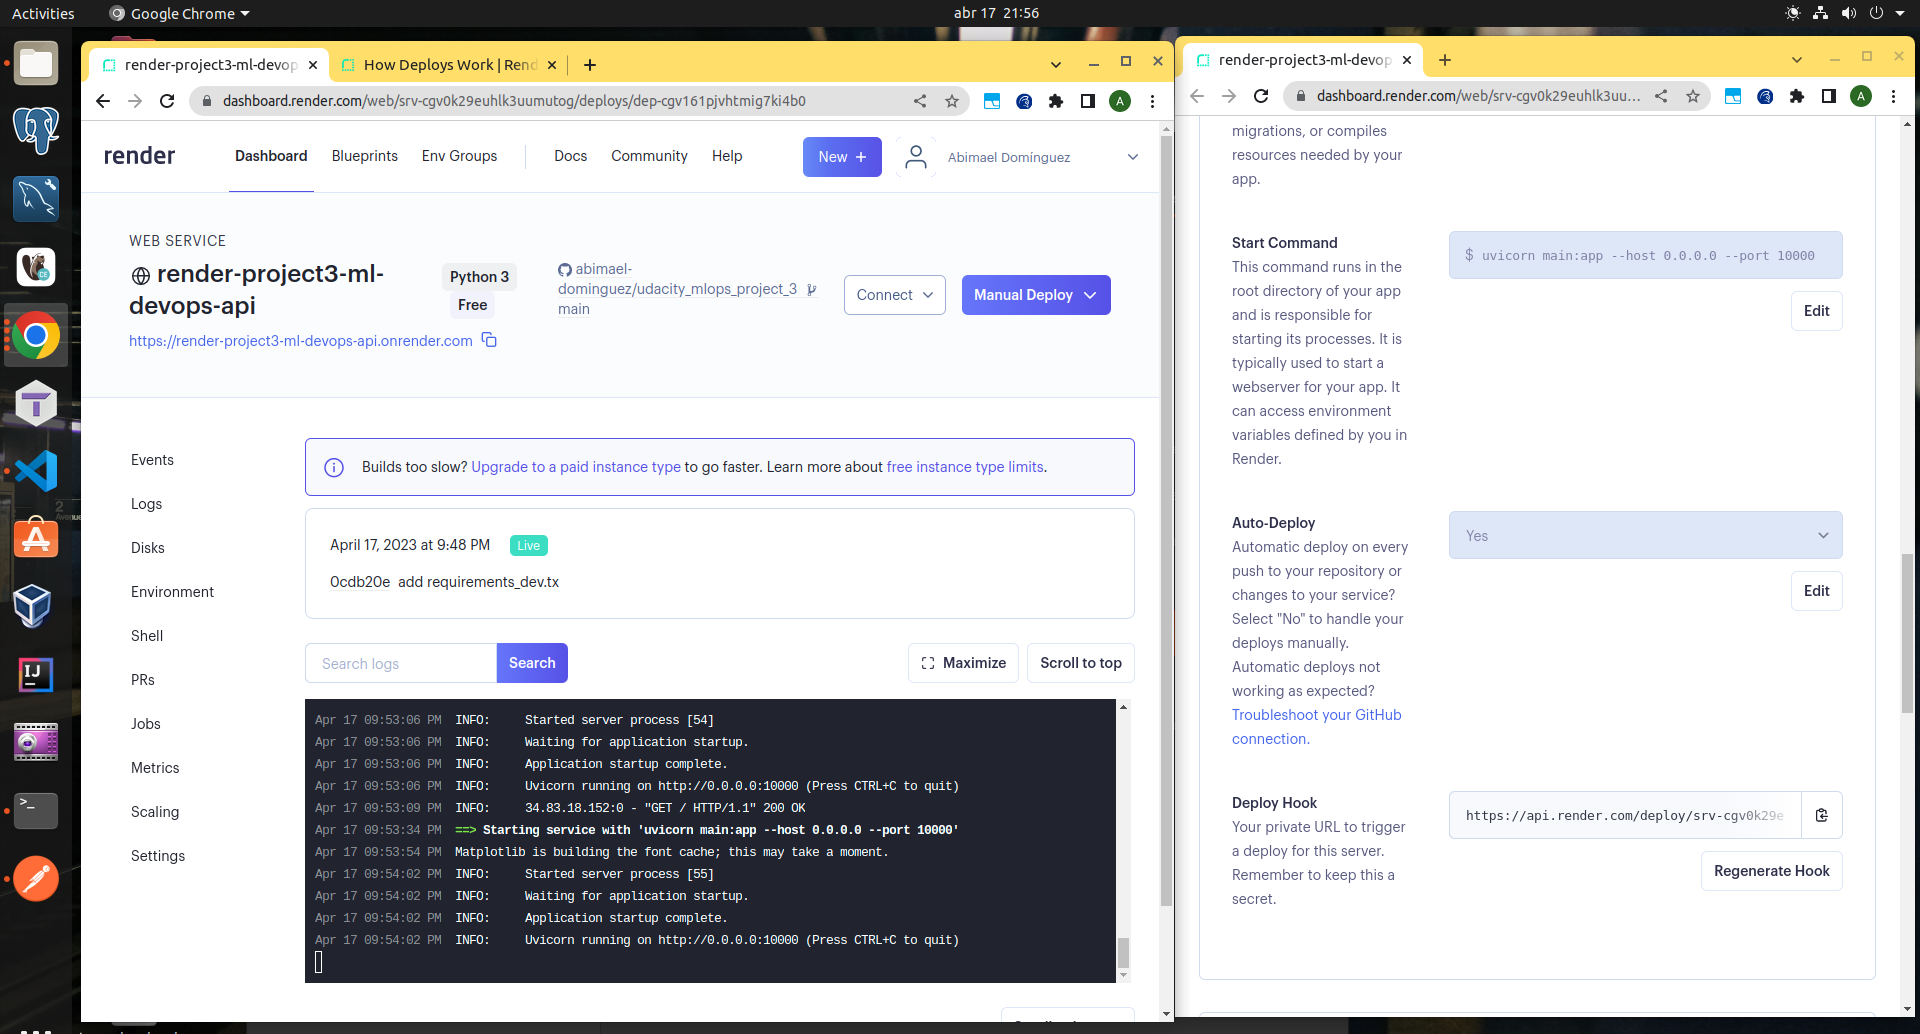 Activities
Google Chrome
abr 17 21:56
render-project3-ml-devop
How Deploys Work | Rend
dashboard.render.com/web/srv-cgv0k29euhlk3uumutog/deploys/dep-cgv161pjvhtmig7ki4b0
A
render
Dashboard
Blueprints
Env Groups
Docs
Community
Help
New +
Abimael Domínguez
WEB SERVICE
render-project3-ml-
devops-api
Python 3
Free
https://render-project3-ml-devops-api.onrender.com
abimael-
dominguez/udacity_mlops_project_3
main
Connect
Manual Deploy
Events
Logs
Disks
Environment
Shell
PRs
Jobs
Metrics
Scaling
Settings
Builds too slow? Upgrade to a paid instance type to go faster. Learn more about free instance type limits.
April 17, 2023 at 9:48 PM
Live
0cdb20e add requirements_dev.tx
Search logs
Search
Maximize
Scroll to top
Apr 17 09:53:06 PM INFO: Started server process [54]
Apr 17 09:53:06 PM INFO: Waiting for application startup.
Apr 17 09:53:06 PM INFO: Application startup complete.
Apr 17 09:53:06 PM INFO: Uvicorn running on http://0.0.0.0:10000 (Press CTRL+C to quit)
Apr 17 09:53:09 PM INFO: 34.83.18.152:0 - "GET / HTTP/1.1" 200 OK
Apr 17 09:53:34 PM ==> Starting service with 'uvicorn main:app --host 0.0.0.0 --port 10000'
Apr 17 09:53:54 PM Matplotlib is building the font cache; this may take a moment.
Apr 17 09:54:02 PM INFO: Started server process [55]
Apr 17 09:54:02 PM INFO: Waiting for application startup.
Apr 17 09:54:02 PM INFO: Application startup complete.
Apr 17 09:54:02 PM INFO: Uvicorn running on http://0.0.0.0:10000 (Press CTRL+C to quit)
render-project3-ml-devop
dashboard.render.com/web/srv-cgv0k29euhlk3uu...
A
migrations, or compiles
resources needed by your
app.
Start Command
This command runs in the
root directory of your app
and is responsible for
starting its processes. It is
typically used to start a
webserver for your app. It
can access environment
variables defined by you in
Render.
$ uvicorn main:app --host 0.0.0.0 --port 10000
Edit
Auto-Deploy
Automatic deploy on every
push to your repository or
changes to your service?
Select "No" to handle your
deploys manually.
Automatic deploys not
working as expected?
Troubleshoot your GitHub
connection.
Yes
Edit
Deploy Hook
Your private URL to trigger
a deploy for this server.
Remember to keep this a
secret.
https://api.render.com/deploy/srv-cgv0k29e
Regenerate Hook